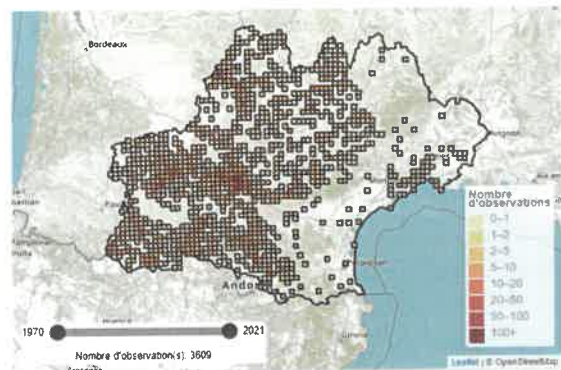 Bordeaux
Nombre
d'observations
0–1
1–2
2–5
5–10
10–20
20–50
50–100
100+
Andor
1970
2021
Nombre d'observation(s): 3609
Leaflet | © OpenStreetMap